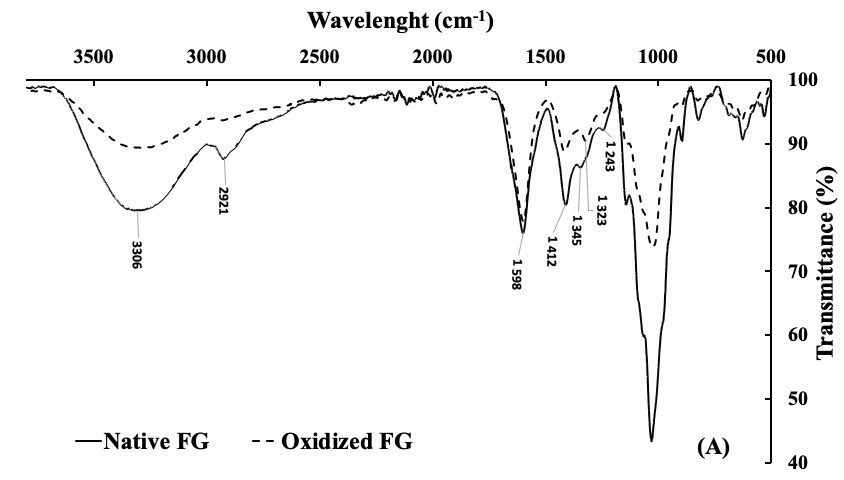 Wavelenght (cm-1)
3500 3000 2500 2000 1500 1000 500
100
90
80
70
60
50
40
Transmittance (%)
3306
2921
1 598
1 412
1 345
1 323
1 243
Native FG
Oxidized FG
(A)